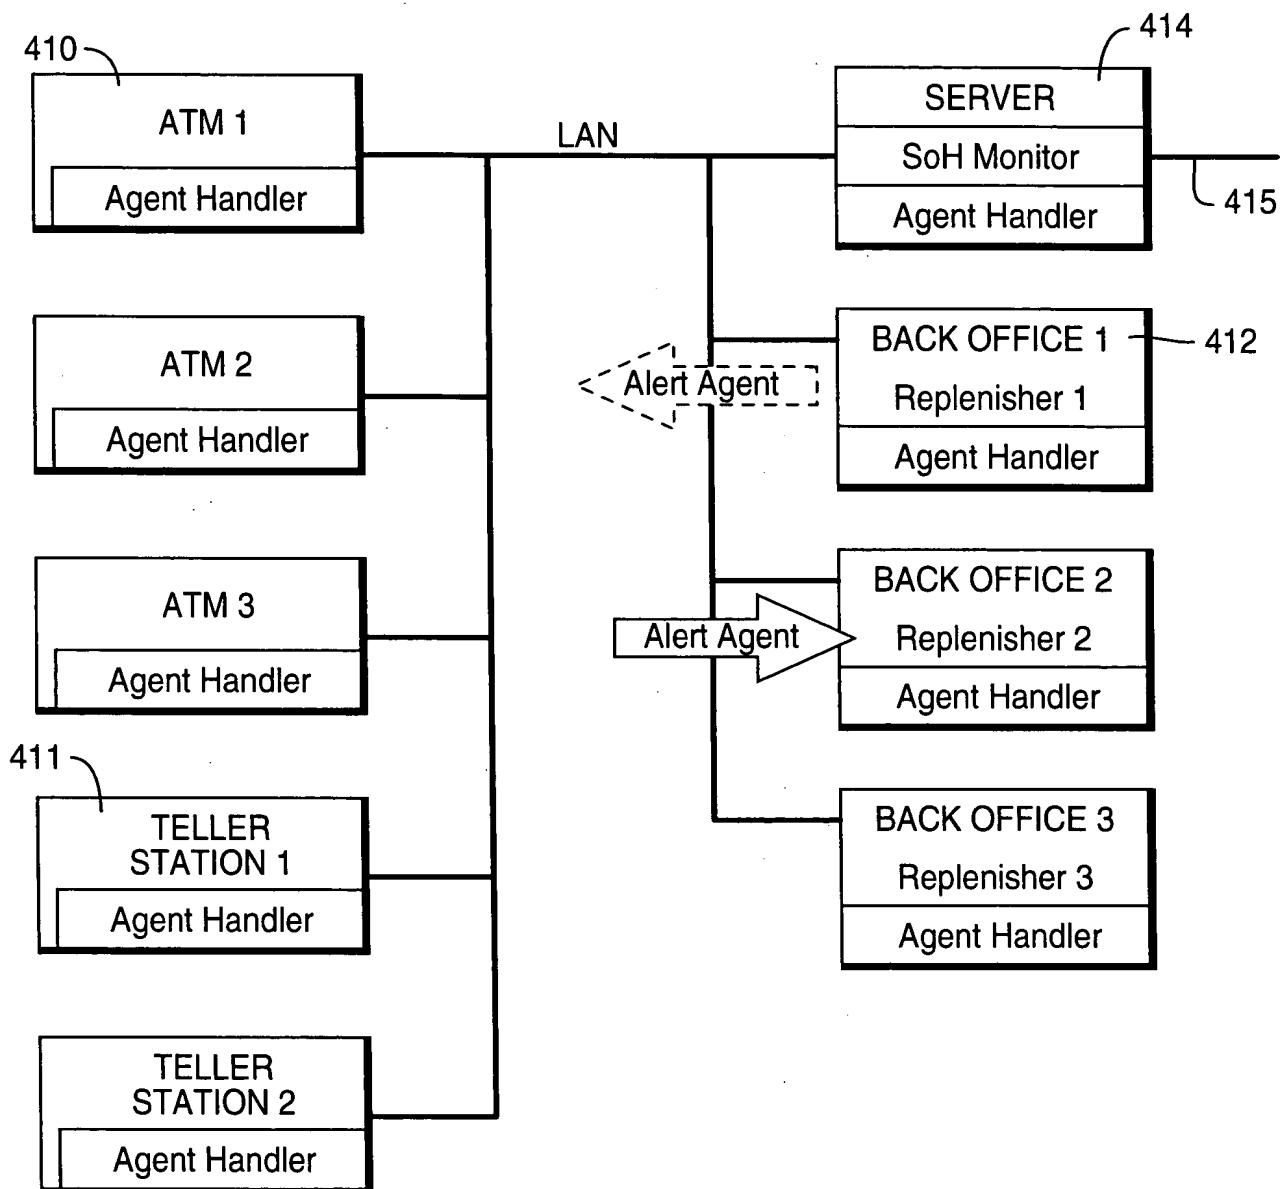 410
ATM 1
Agent Handler
ATM 2
Agent Handler
ATM 3
Agent Handler
411
TELLER
STATION 1
Agent Handler
TELLER
STATION 2
Agent Handler
LAN
414
SERVER
SoH Monitor
Agent Handler
415
BACK OFFICE 1
Replenisher 1
Agent Handler
412
Alert Agent
BACK OFFICE 2
Replenisher 2
Agent Handler
Alert Agent
BACK OFFICE 3
Replenisher 3
Agent Handler